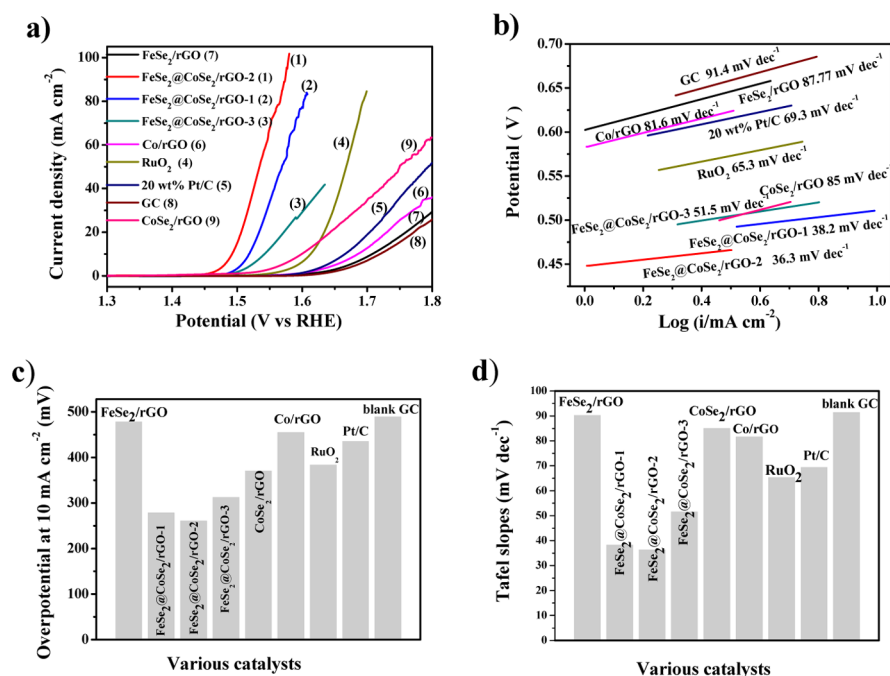 a)
Current density (mA cm⁻²)
100
80
60
40
20
0
FeSe₂/rGO (7)
FeSe₂@CoSe₂/rGO-2 (1)
FeSe₂@CoSe₂/rGO-1 (2)
FeSe₂@CoSe₂/rGO-3 (3)
Co/rGO (6)
RuO₂ (4)
20 wt% Pt/C (5)
GC (8)
CoSe₂/rGO (9)
(1)
(2)
(3)
(4)
(9)
(5)
(6)
(7)
(8)
1.3 1.4 1.5 1.6 1.7 1.8
Potential (V vs RHE)
b)
Potential ( V )
0.70
0.65
0.60
0.55
0.50
0.45
GC 91.4 mV dec⁻¹
FeSe₂/rGO 87.77 mV dec⁻¹
Co/rGO 81.6 mV dec⁻¹
20 wt% Pt/C 69.3 mV dec⁻¹
RuO₂ 65.3 mV dec⁻¹
CoSe₂/rGO 85 mV dec⁻¹
FeSe₂@CoSe₂/rGO-3 51.5 mV dec⁻¹
FeSe₂@CoSe₂/rGO-1 38.2 mV dec⁻¹
FeSe₂@CoSe₂/rGO-2 36.3 mV dec⁻¹
0.0 0.2 0.4 0.6 0.8 1.0
Log (i/mA cm⁻²)
c)
Overpotential at 10 mA cm⁻² (mV)
500
400
300
200
100
0
FeSe₂/rGO
FeSe₂@CoSe₂/rGO-1
FeSe₂@CoSe₂/rGO-2
FeSe₂@CoSe₂/rGO-3
CoSe₂/rGO
Co/rGO
RuO₂
Pt/C
blank GC
Various catalysts
d)
Tafel slopes (mV dec⁻¹)
100
90
80
70
60
50
40
30
20
10
0
FeSe₂/rGO
FeSe₂@CoSe₂/rGO-1
FeSe₂@CoSe₂/rGO-2
FeSe₂@CoSe₂/rGO-3
CoSe₂/rGO
Co/rGO
RuO₂
Pt/C
blank GC
Various catalysts